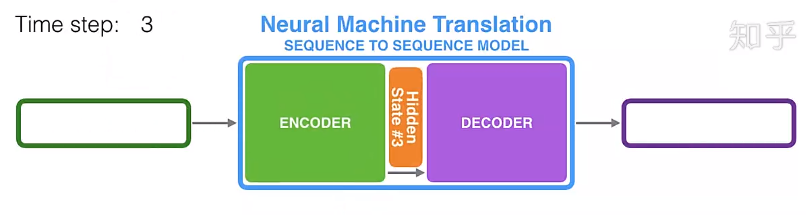 Time step: 3
Neural Machine Translation
SEQUENCE TO SEQUENCE MODEL
知乎
ENCODER
Hidden
State #3
DECODER